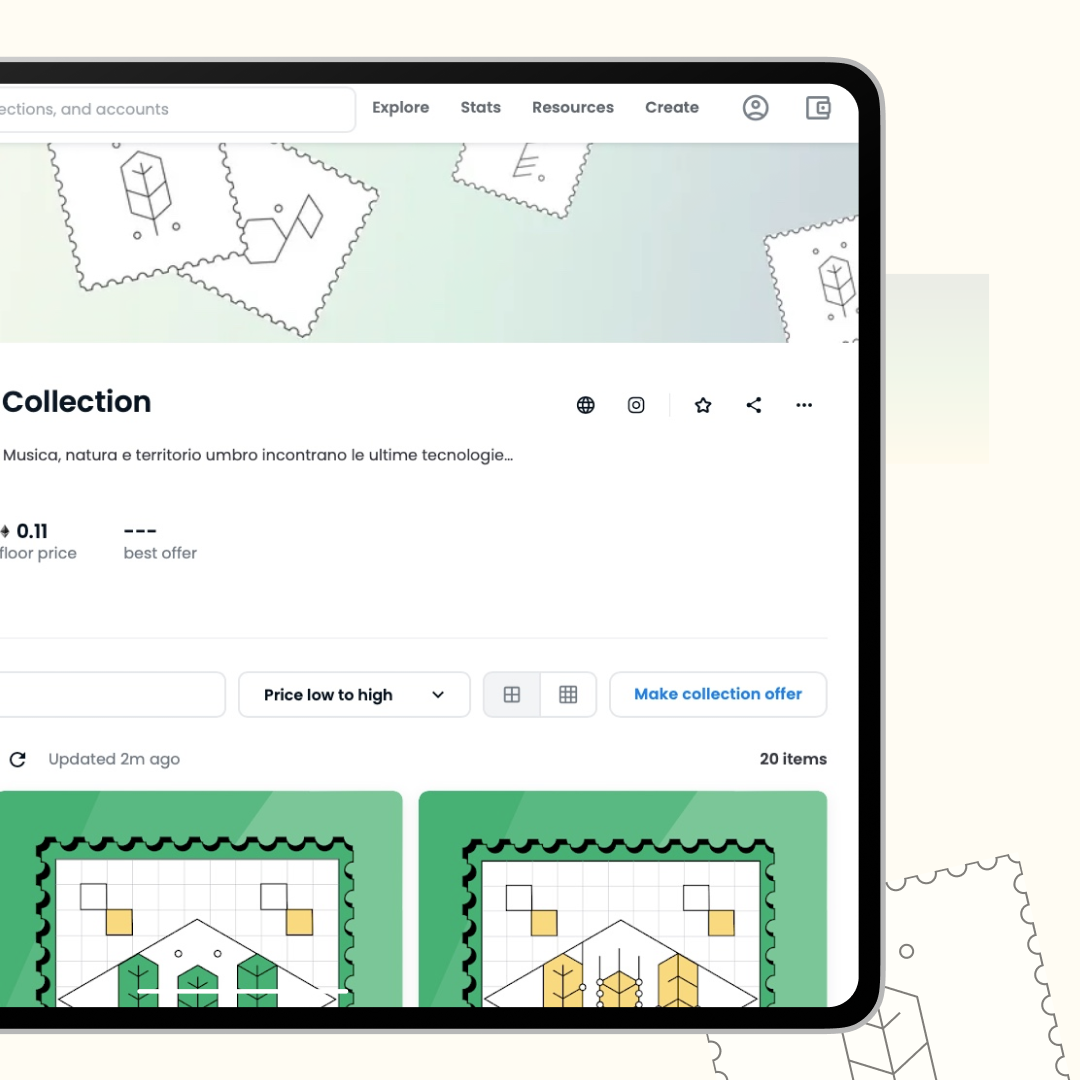 ections, and accounts
Explore Stats Resources Create
Collection
Musica, natura e territorio umbro incontrano le ultime tecnologie...
0.11 ---
floor price best offer
Price low to high Make collection offer
Updated 2m ago 20 items